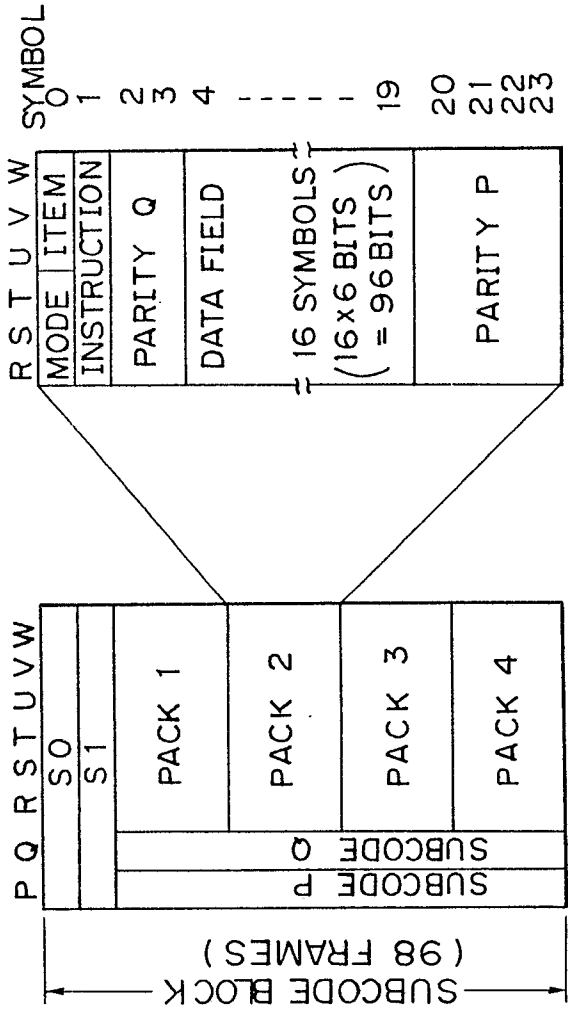 SUBCODE BLOCK
(98 FRAMES)
P Q R S T U V W
S0
S1
SUBCODE P
SUBCODE Q
PACK 1
PACK 2
PACK 3
PACK 4
R S T U V W SYMBOL
MODE ITEM 0
INSTRUCTION 1
PARITY Q 2
3
DATA FIELD 4
16 SYMBOLS
(16×6 BITS
= 96 BITS) 19
PARITY P 20
21
22
23